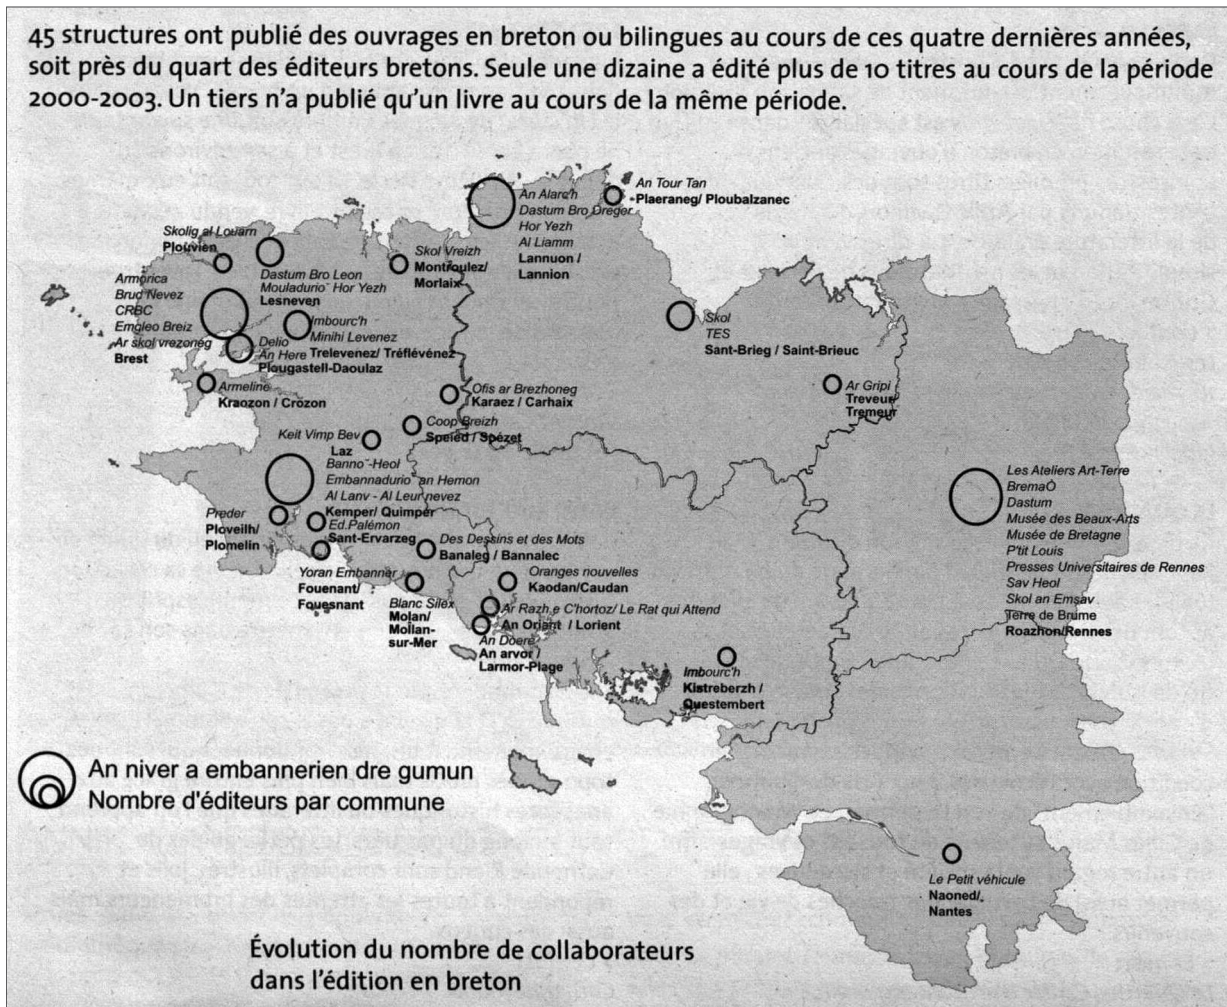 45 structures ont publié des ouvrages en breton ou bilingues au cours de ces quatre dernières années,
soit près du quart des éditeurs bretons. Seule une dizaine a édité plus de 10 titres au cours de la période
2000-2003. Un tiers n'a publié qu'un livre au cours de la même période.
An Tour Tan
Plaeraneg/ Ploubalzanec
An Alarc'h
Dastum Bro Dreger
Hor Yezh
Al Liamm
Lannuon /
Lannion
Skolig al Louarn
Plouvien
Skol Vreizh
Montroulez/
Morlaix
Dastum Bro Leon
Mouladurio¨ Hor Yezh
Lesneven
Armorica
Brud Nevez
CRBC
Emgleo Breiz
Ar skol vrezoneg
Brest
Imbourc'h
Minihi Levenez
Trelevenez/ Tréflévénez
Delio
An Here
Plougastell-Daoulaz
Skol
TES
Sant-Brieg / Saint-Brieuc
Armeline
Kraozon / Crozon
Ofis ar Brezhoneg
Karaez / Carhaix
Ar Gripi
Treveur/
Tremeur
Coop Breizh
Speied / Spézet
Keit Vimp Bev
Laz
Banno¨-Heol
Embannadurio¨ an Hemon
Al Lanv - Al Leur nevez
Kemper/ Quimper
Les Ateliers Art-Terre
BremaÒ
Dastum
Musée des Beaux-Arts
Musée de Bretagne
P'tit Louis
Presses Universitaires de Rennes
Sav Heol
Skol an Emsav
Terre de Brume
Roazhon/Rennes
Preder
Ploveilh/
Plomelin
Ed.Palémon
Sant-Ervarzeg
Des Dessins et des Mots
Banaleg / Bannalec
Yoran Embanner
Fouenant/
Fouesnant
Oranges nouvelles
Kaodan/Caudan
Blanc Silex
Molan/
Mollan-
sur-Mer
Ar Razh e C'hortoz/ Le Rat qui Attend
An Oriant / Lorient
An Doere
An arvor /
Larmor-Plage
Imbourc'h
Kistreberzh /
Questembert
An niver a embannerien dre gumun
Nombre d'éditeurs par commune
Le Petit véhicule
Naoned/.
Nantes
Évolution du nombre de collaborateurs
dans l'édition en breton